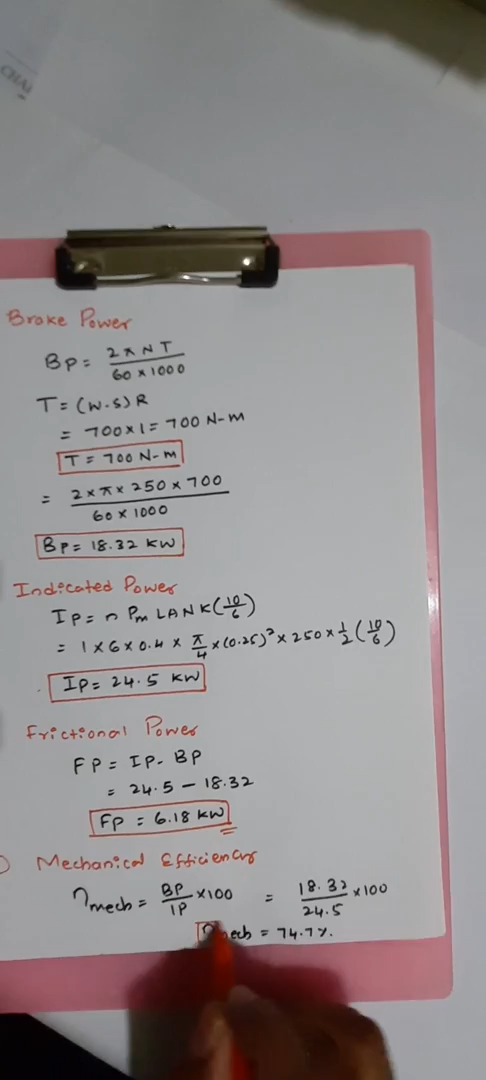 CHAI
Brake Power
BP = 2πNT / 60 × 1000
T = (W-S)R
= 700×1 = 700 N-m
T = 700 N-m
= 2 × π × 250 × 700 / 60 × 1000
BP = 18.32 KW
Indicated Power
IP = n Pm LANK (10/6)
= 1 × 6 × 0.4 × π/4 × (0.25)² × 250 × 1/2 (10/6)
IP = 24.5 KW
Frictional Power
FP = IP - BP
= 24.5 - 18.32
FP = 6.18 KW
Mechanical Efficiency
ηmech = BP/IP × 100 = 18.32/24.5 × 100
ηmech = 74.7%.